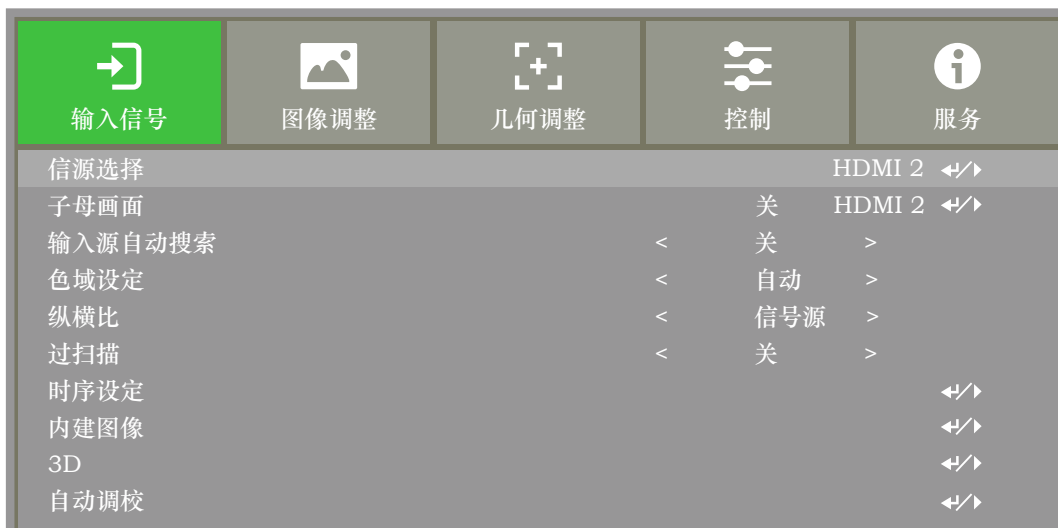 输入信号 图像调整 几何调整 控制 服务
信源选择 HDMI 2
子母画面 关 HDMI 2
输入源自动搜索 < 关 >
色域设定 < 自动 >
纵横比 < 信号源 >
过扫描 < 关 >
时序设定
内建图像
3D
自动调校